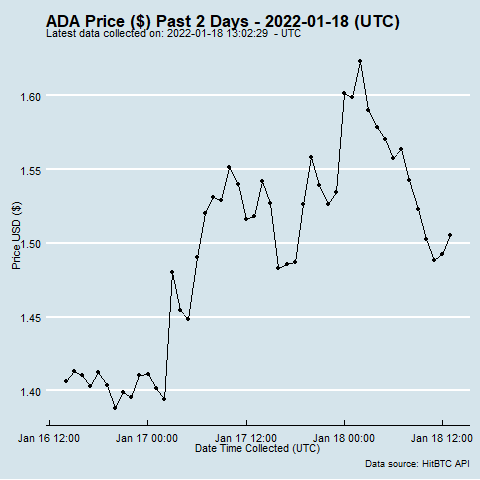 ADA Price ($) Past 2 Days - 2022-01-18 (UTC)
Latest data collected on: 2022-01-18 13:02:29 - UTC
1.60
1.55
1.50
1.45
1.40
Price USD ($)
Jan 16 12:00 Jan 17 00:00 Jan 17 12:00 Jan 18 00:00 Jan 18 12:00
Date Time Collected (UTC)
Data source: HitBTC API